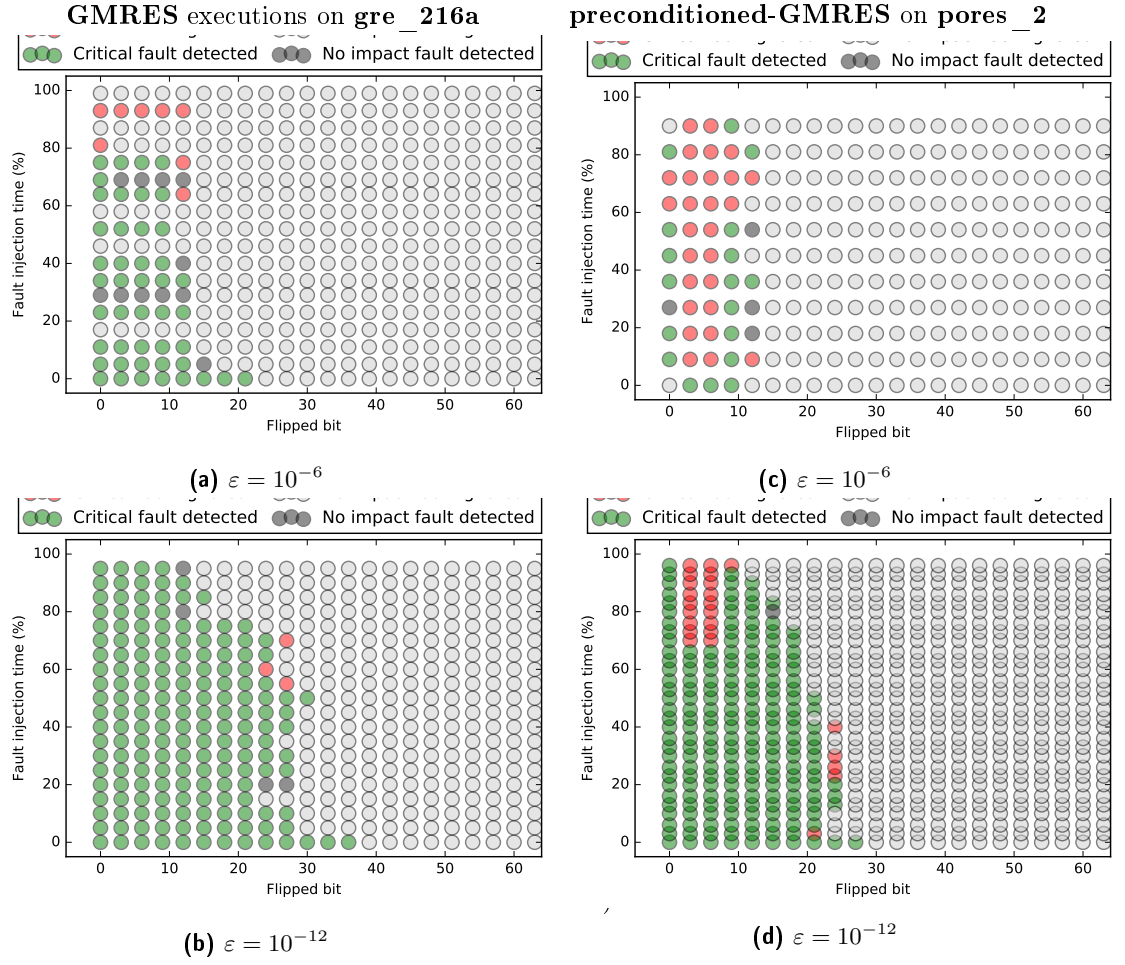 GMRES executions on gre_216a
preconditioned-GMRES on pores_2
Critical fault detected No impact fault detected
100
80
60
40
20
0
Fault injection time (%)
0 10 20 30 40 50 60
Flipped bit
(a) ε = 10⁻⁶
Critical fault detected No impact fault detected
100
80
60
40
20
0
Fault injection time (%)
0 10 20 30 40 50 60
Flipped bit
(c) ε = 10⁻⁶
Critical fault detected No impact fault detected
100
80
60
40
20
0
Fault injection time (%)
0 10 20 30 40 50 60
Flipped bit
(b) ε = 10⁻¹²
Critical fault detected No impact fault detected
100
80
60
40
20
0
Fault injection time (%)
0 10 20 30 40 50 60
Flipped bit
,
(d) ε = 10⁻¹²